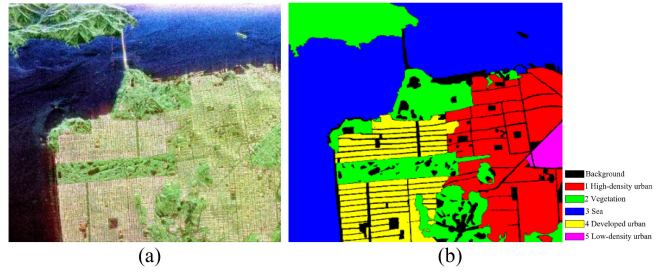 Background
1 High-density urban
2 Vegetation
3 Sea
4 Developed urban
5 Low-density urban
(a)
(b)